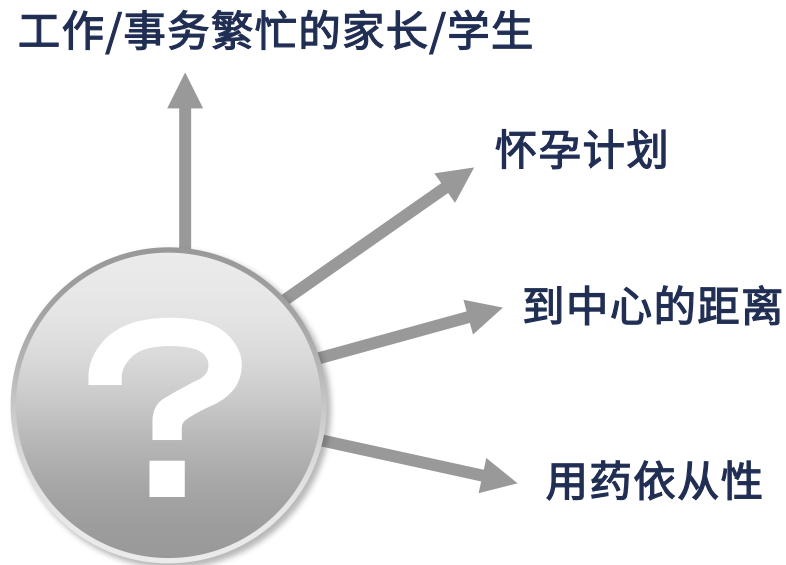 工作/事务繁忙的家长/学生
怀孕计划
到中心的距离
?
用药依从性